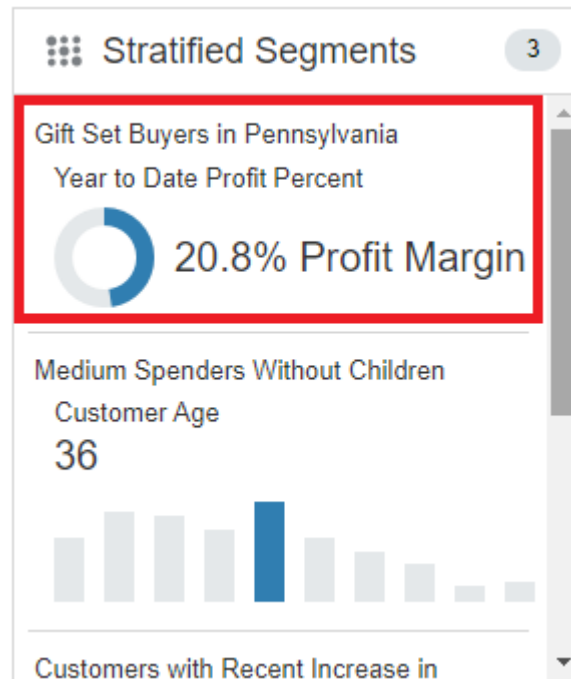 Stratified Segments 3
Gift Set Buyers in Pennsylvania
Year to Date Profit Percent
20.8% Profit Margin
Medium Spenders Without Children
Customer Age
36
Customers with Recent Increase in